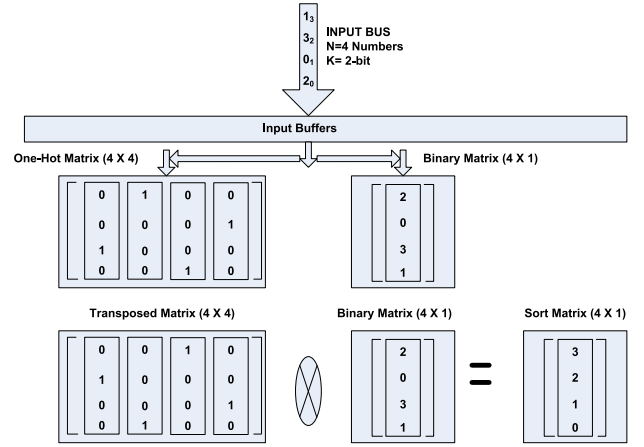 1₃
3₂
0₁
2₀
INPUT BUS
N=4 Numbers
K= 2-bit
Input Buffers
One-Hot Matrix (4 X 4)
Binary Matrix (4 X 1)
0 1 0 0
0 0 0 1
1 0 0 0
0 0 1 0
2
0
3
1
Transposed Matrix (4 X 4)
Binary Matrix (4 X 1)
Sort Matrix (4 X 1)
0 0 1 0
1 0 0 0
0 0 0 1
0 1 0 0
2
0
3
1
=
3
2
1
0